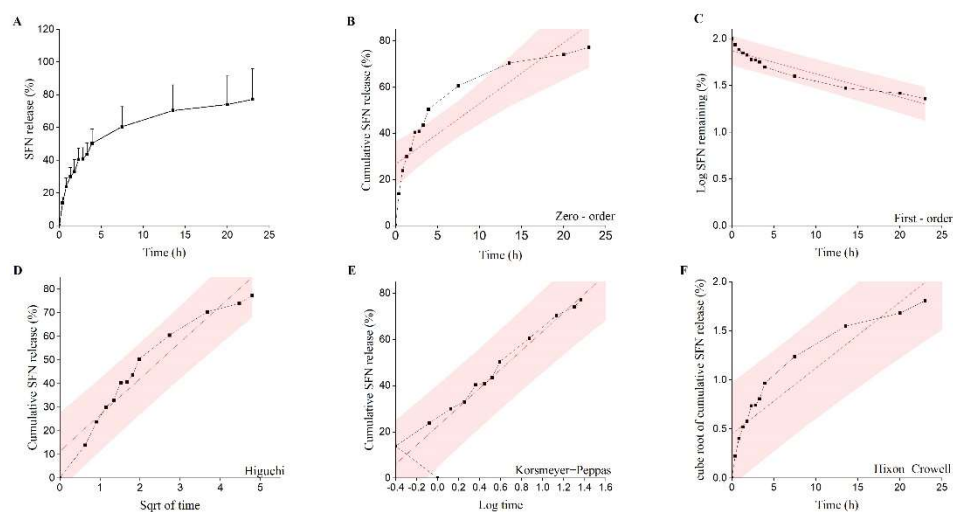 A
SFN release (%)
120
100
80
60
40
20
0
0 5 10 15 20 25
Time (h)
B
Cumulative SFN release (%)
80
60
40
20
0
0 5 10 15 20 25
Zero - order
Time (h)
C
Log SFN remaining (%)
2.0
1.5
1.0
0.5
0.0
0 5 10 15 20 25
First - order
Time (h)
D
Cumulative SFN release (%)
80
70
60
50
40
30
20
10
0
0 1 2 3 4 5
Higuchi
Sqrt of time
E
Cumulative SFN release (%)
80
60
40
20
0
-0.4 -0.2 0.0 0.2 0.4 0.6 0.8 1.0 1.2 1.4 1.6
Korsmeyer-Peppas
Log time
F
cube root of cumulative SFN release (%)
2.0
1.5
1.0
0.5
0.0
0 5 10 15 20 25
Hixon Crowell
Time (h)